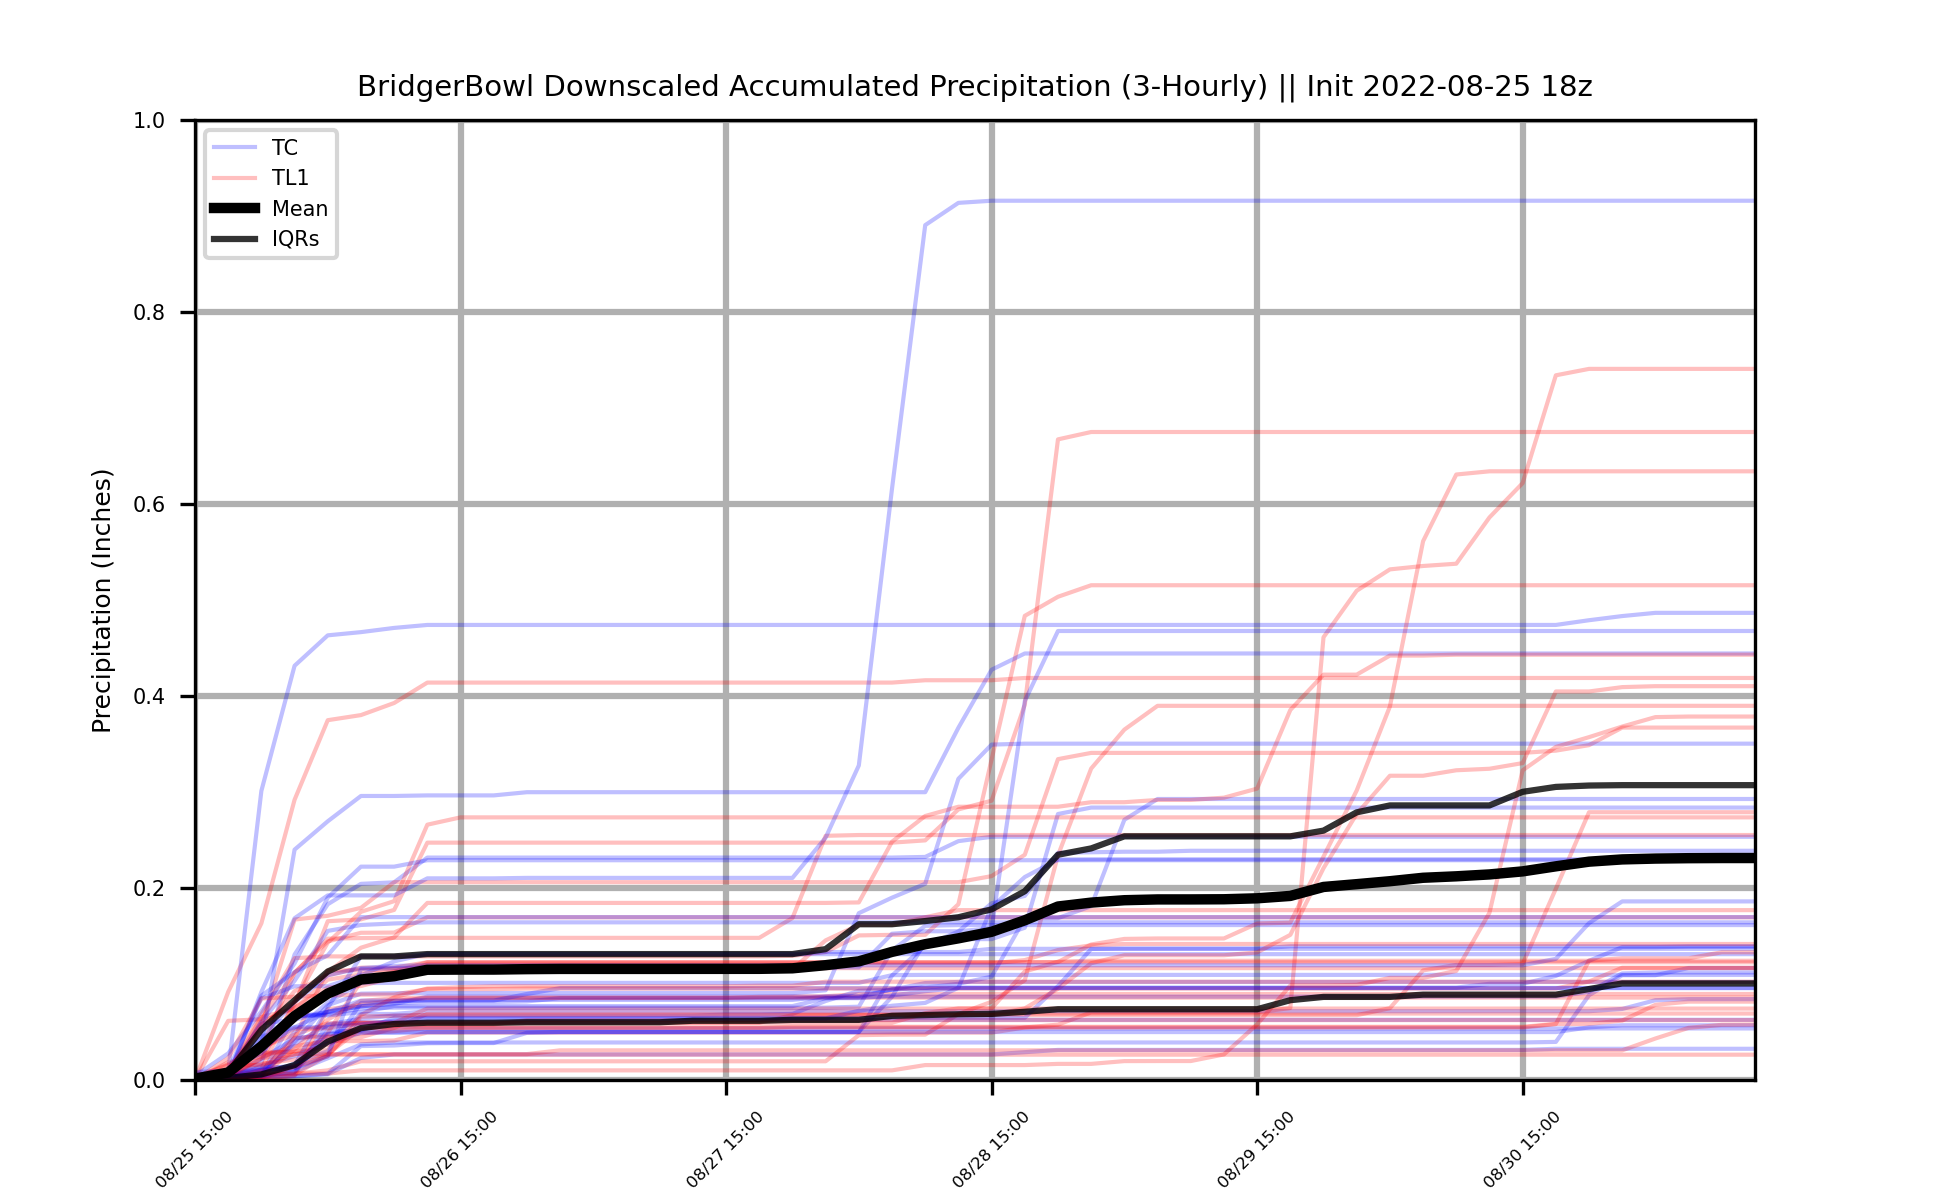 BridgerBowl Downscaled Accumulated Precipitation (3-Hourly) || Init 2022-08-25 18z
TC
TL1
Mean
IQRs
Precipitation (Inches)
1.0
0.8
0.6
0.4
0.2
0.0
08/25 15:00
08/26 15:00
08/27 15:00
08/28 15:00
08/29 15:00
08/30 15:00